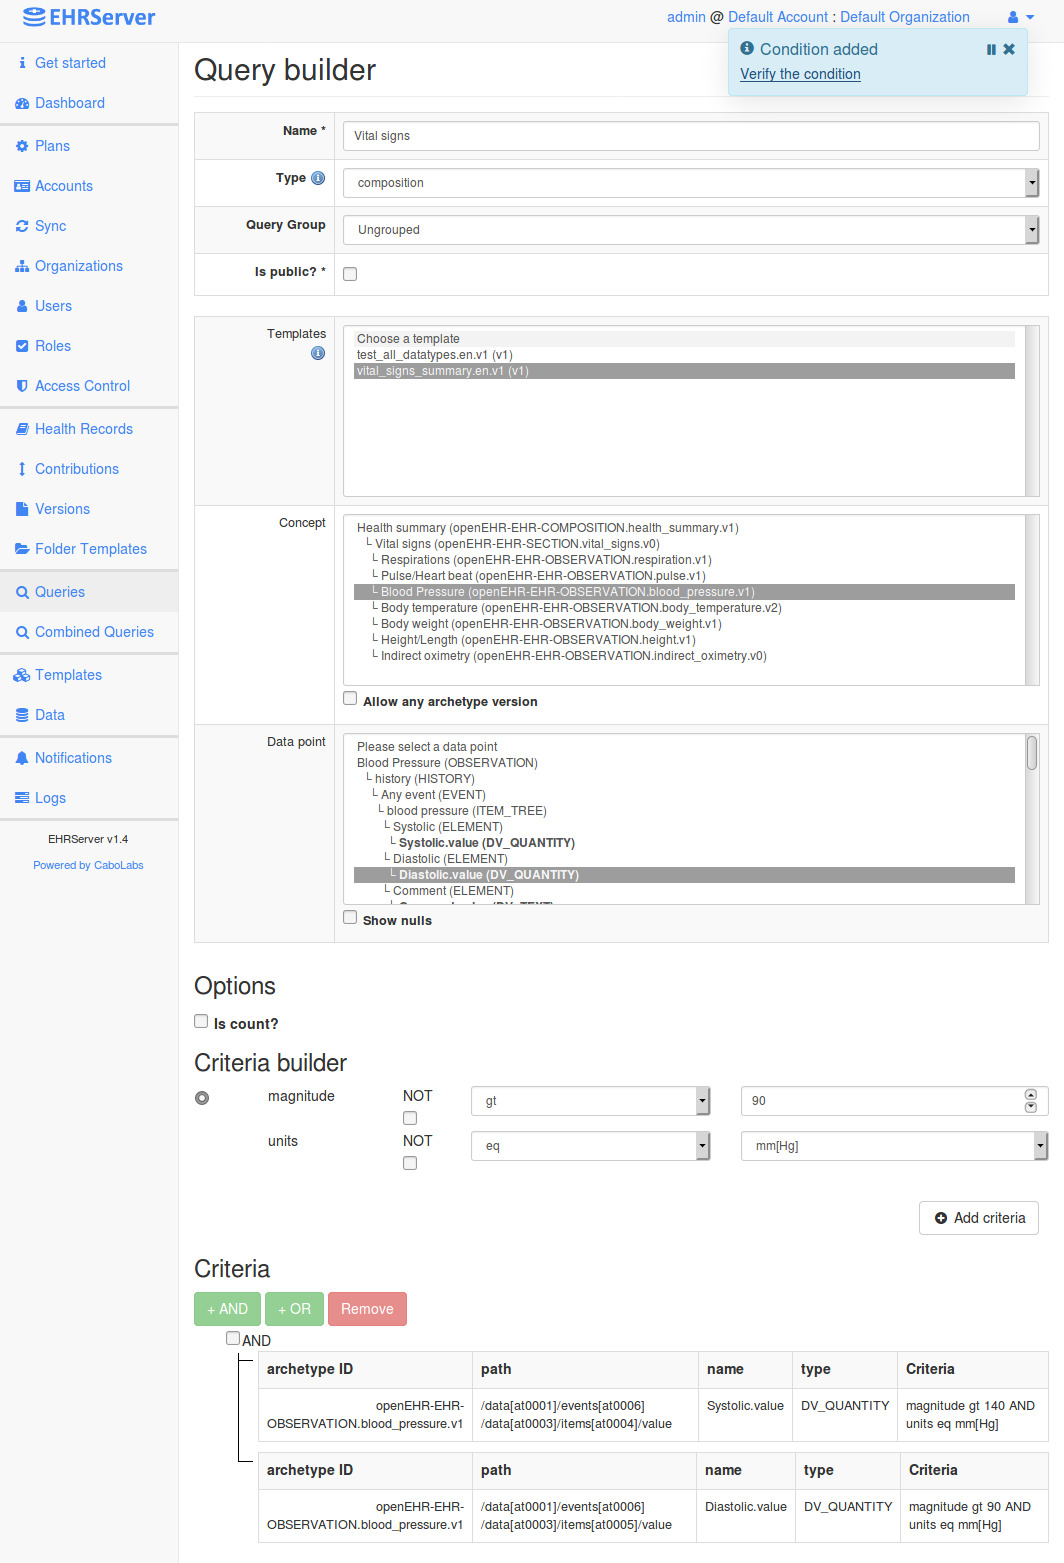 EHRServer
admin @ Default Account : Default Organization
Condition added
Verify the condition
Get started
Dashboard
Plans
Accounts
Sync
Organizations
Users
Roles
Access Control
Health Records
Contributions
Versions
Folder Templates
Queries
Combined Queries
Templates
Data
Notifications
Logs
EHRServer v1.4
Powered by CaboLabs
Query builder
Name * Vital signs
Type composition
Query Group Ungrouped
Is public? *
Templates
Choose a template
test_all_datatypes.en.v1 (v1)
vital_signs_summary.en.v1 (v1)
Concept
Health summary (openEHR-EHR-COMPOSITION.health_summary.v1)
└ Vital signs (openEHR-EHR-SECTION.vital_signs.v0)
└ Respirations (openEHR-EHR-OBSERVATION.respiration.v1)
└ Pulse/Heart beat (openEHR-EHR-OBSERVATION.pulse.v1)
└ Blood Pressure (openEHR-EHR-OBSERVATION.blood_pressure.v1)
└ Body temperature (openEHR-EHR-OBSERVATION.body_temperature.v2)
└ Body weight (openEHR-EHR-OBSERVATION.body_weight.v1)
└ Height/Length (openEHR-EHR-OBSERVATION.height.v1)
└ Indirect oximetry (openEHR-EHR-OBSERVATION.indirect_oximetry.v0)
Allow any archetype version
Data point
Please select a data point
Blood Pressure (OBSERVATION)
└ history (HISTORY)
└ Any event (EVENT)
└ blood pressure (ITEM_TREE)
└ Systolic (ELEMENT)
└ Systolic.value (DV_QUANTITY)
└ Diastolic (ELEMENT)
└ Diastolic.value (DV_QUANTITY)
└ Comment (ELEMENT)
Show nulls
Options
Is count?
Criteria builder
magnitude NOT gt 90
units NOT eq mm[Hg]
Add criteria
Criteria
+ AND + OR Remove
AND
archetype ID path name type Criteria
openEHR-EHR- /data[at0001]/events[at0006] Systolic.value DV_QUANTITY magnitude gt 140 AND
OBSERVATION.blood_pressure.v1 /data[at0003]/items[at0004]/value units eq mm[Hg]
archetype ID path name type Criteria
openEHR-EHR- /data[at0001]/events[at0006] Diastolic.value DV_QUANTITY magnitude gt 90 AND
OBSERVATION.blood_pressure.v1 /data[at0003]/items[at0005]/value units eq mm[Hg]